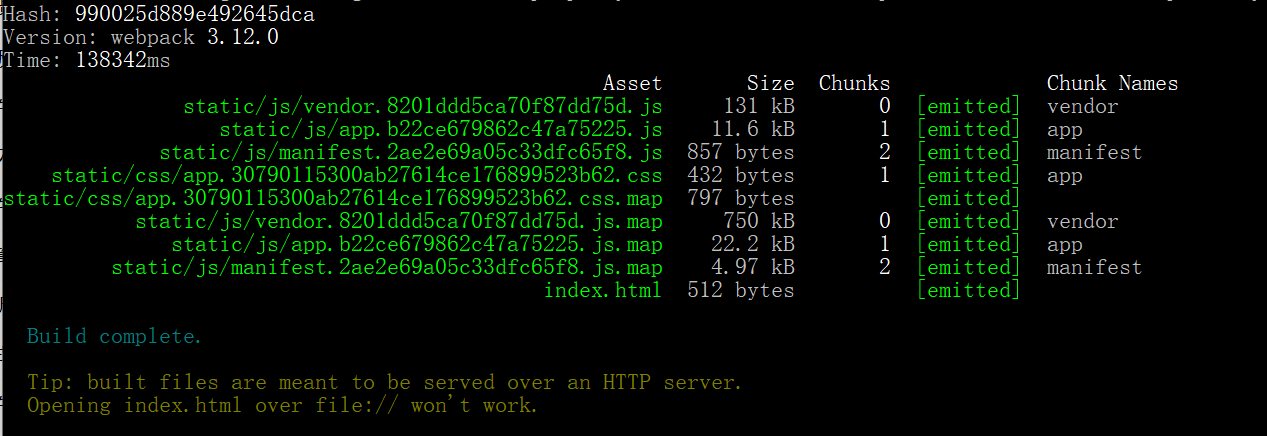 Hash: 990025d889e492645dca
Version: webpack 3.12.0
Time: 138342ms
Asset Size Chunks Chunk Names
static/js/vendor.8201ddd5ca70f87dd75d.js 131 kB 0 [emitted] vendor
static/js/app.b22ce679862c47a75225.js 11.6 kB 1 [emitted] app
static/js/manifest.2ae2e69a05c33dfc65f8.js 857 bytes 2 [emitted] manifest
static/css/app.30790115300ab27614ce176899523b62.css 432 bytes 1 [emitted] app
static/css/app.30790115300ab27614ce176899523b62.css.map 797 bytes [emitted]
static/js/vendor.8201ddd5ca70f87dd75d.js.map 750 kB 0 [emitted] vendor
static/js/app.b22ce679862c47a75225.js.map 22.2 kB 1 [emitted] app
static/js/manifest.2ae2e69a05c33dfc65f8.js.map 4.97 kB 2 [emitted] manifest
index.html 512 bytes [emitted]
Build complete.
Tip: built files are meant to be served over an HTTP server.
Opening index.html over file:// won't work.